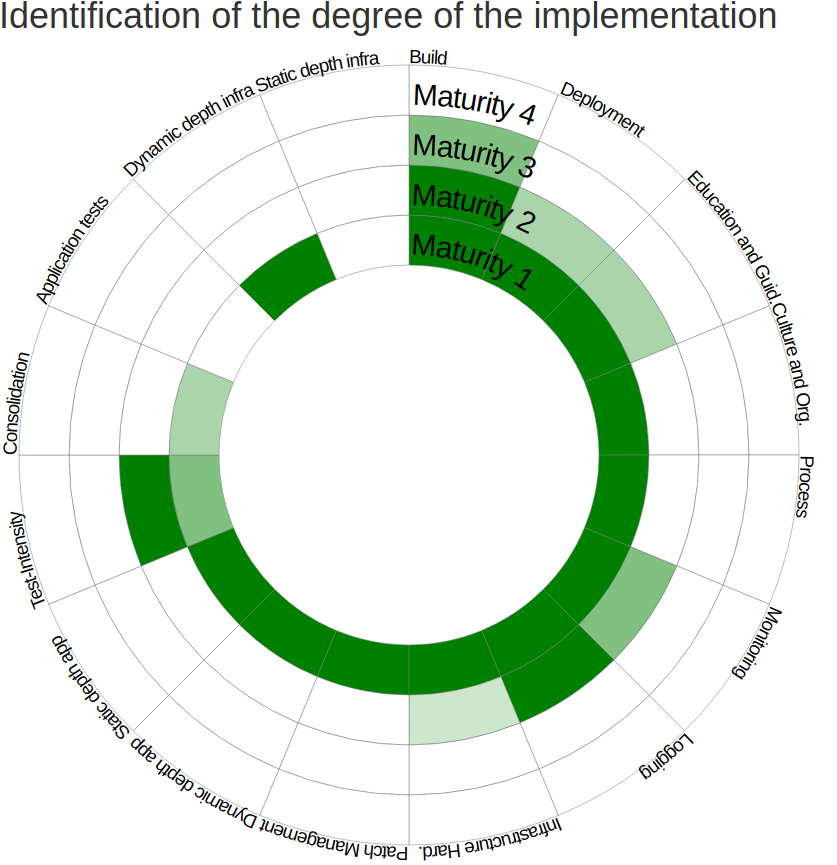 Identification of the degree of the implementation
Build
Deployment
Education and Guid.
Culture and Org.
Process
Monitoring
Logging
Infrastructure Hard.
Patch Management
Dynamic depth app
Static depth app
Test-Intensity
Consolidation
Application tests
Dynamic depth infra
Static depth infra
Maturity 4
Maturity 3
Maturity 2
Maturity 1